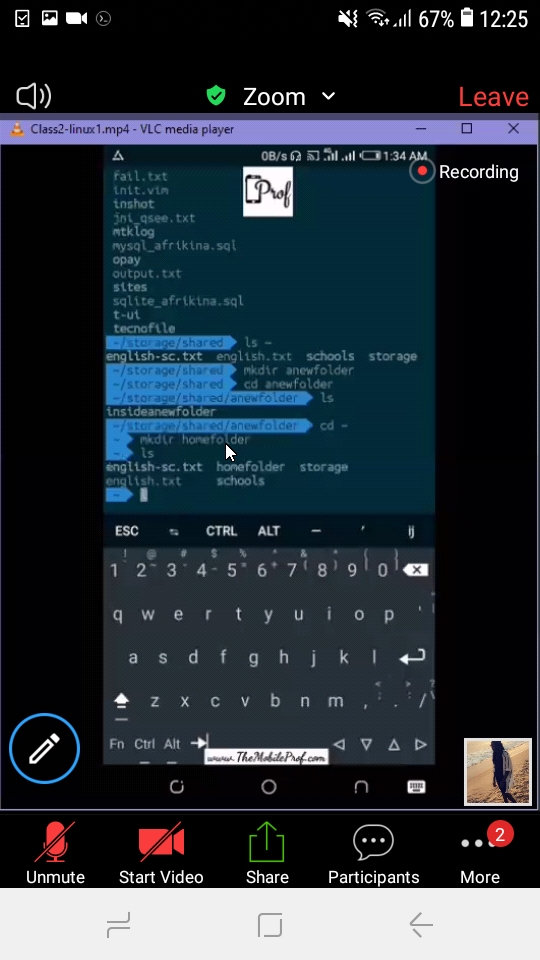 67% 12:25
Zoom
Leave
Class2-linux1.mp4 - VLC media player
0B/s 1:34 AM
Recording
Prof
fail.txt
init.vim
inshot
jni_qsee.txt
mtklog
mysql_afrikina.sql
opay
output.txt
sites
sqlite_afrikina.sql
t-ui
tecnofile
~/storage/shared ls ~
english-sc.txt english.txt schools storage
~/storage/shared mkdir anewfolder
~/storage/shared cd anewfolder
~/storage/shared/anewfolder ls
insideanewfolder
~/storage/shared/anewfolder cd ~
~ mkdir homefolder
~ ls
english-sc.txt homefolder storage
english.txt schools
~
ESC CTRL ALT — ' ij
1 2 3 4 5 6 7 8 9 0
q w e r t y u i o p
a s d f g h j k l
z x c v b n m , . /
Fn Ctrl Alt
www.TheMobileProf.com
2
Unmute Start Video Share Participants More